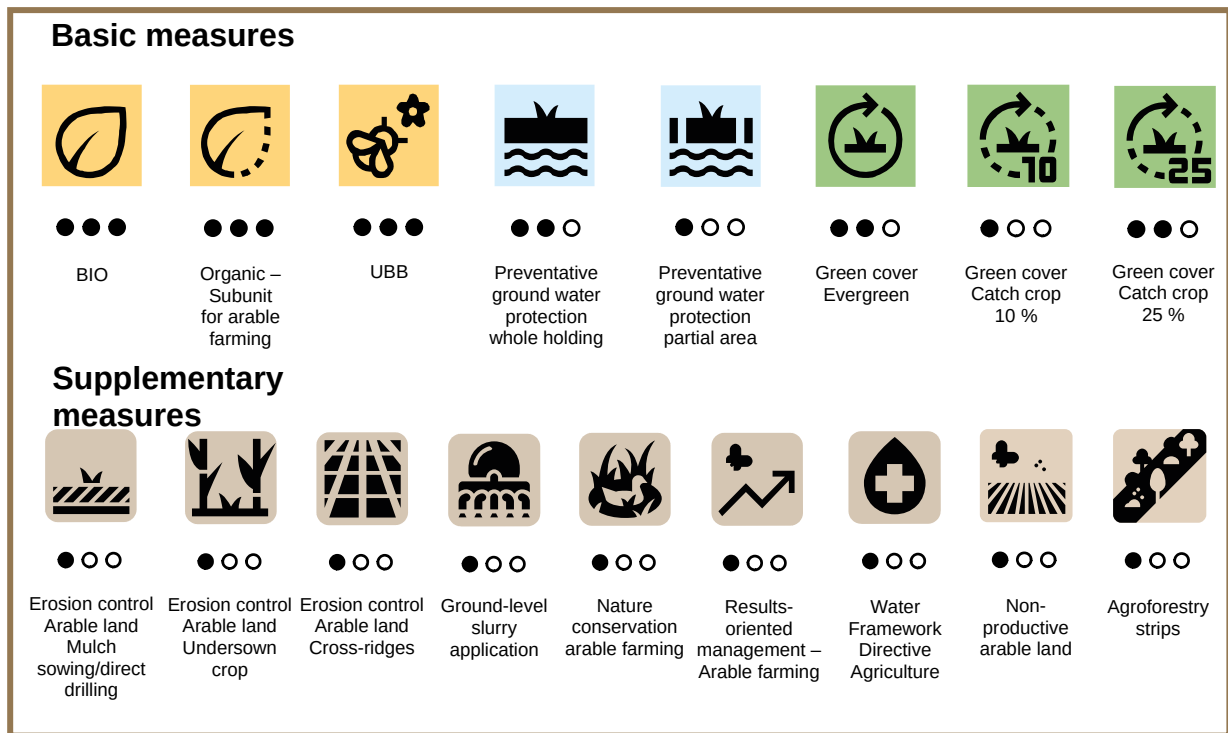 Basic measures
10
25
BIO
Organic –
Subunit
for arable
farming
UBB
Preventative
ground water
protection
whole holding
Preventative
ground water
protection
partial area
Green cover
Evergreen
Green cover
Catch crop
10 %
Green cover
Catch crop
25 %
Supplementary
measures
Erosion control
Arable land
Mulch
sowing/direct
drilling
Erosion control
Arable land
Undersown
crop
Erosion control
Arable land
Cross-ridges
Ground-level
slurry
application
Nature
conservation
arable farming
Results-
oriented
management –
Arable farming
Water
Framework
Directive
Agriculture
Non-
productive
arable land
Agroforestry
strips